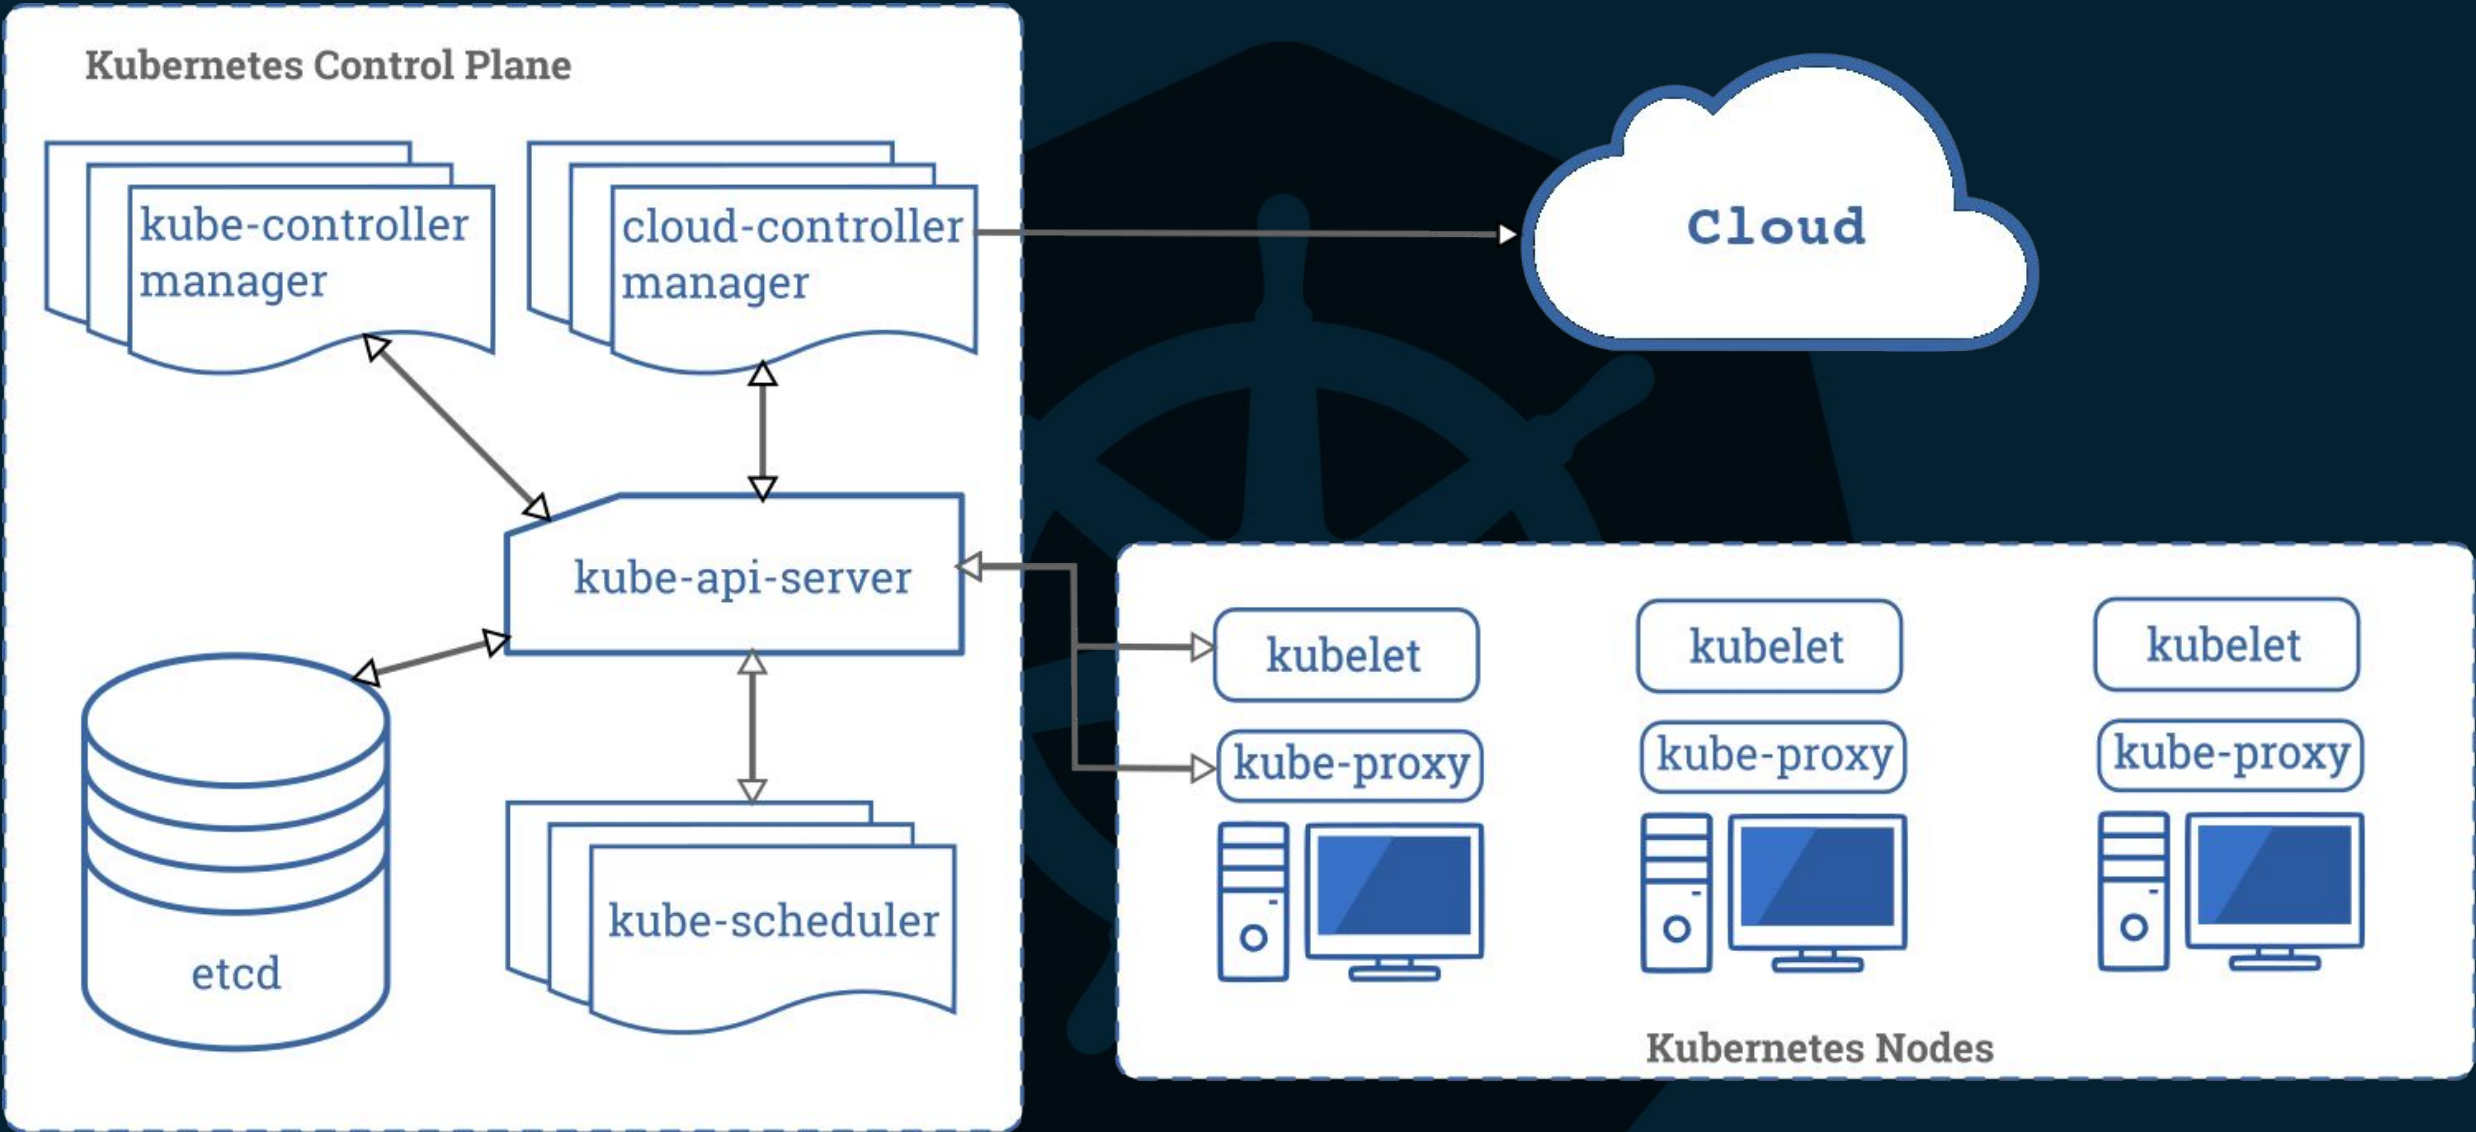 Kubernetes Control Plane
kube-controller
manager
cloud-controller
manager
Cloud
kube-api-server
etcd
kube-scheduler
kubelet
kubelet
kubelet
kube-proxy
kube-proxy
kube-proxy
Kubernetes Nodes